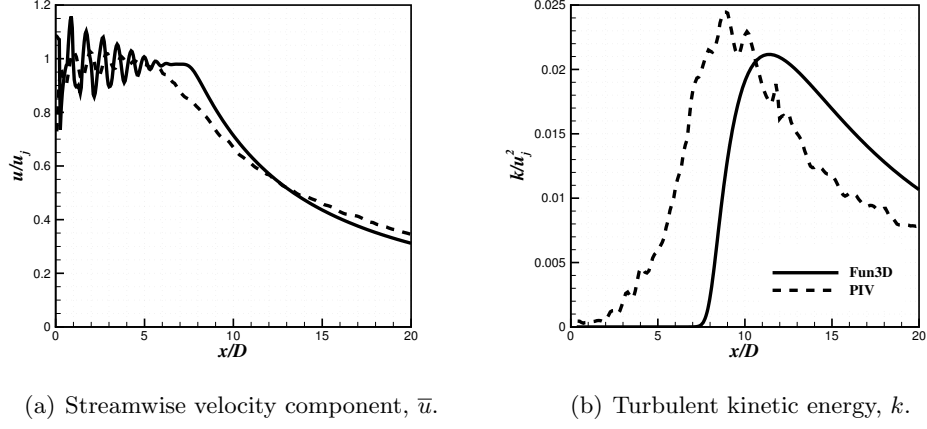 1.2
1
0.8
0.6
0.4
0.2
0
u/u_j
0 5 10 15 20
x/D
(a) Streamwise velocity component, u̅.
0.025
0.02
0.015
0.01
0.005
0
k/u_j^2
Fun3D
PIV
0 5 10 15 20
x/D
(b) Turbulent kinetic energy, k.